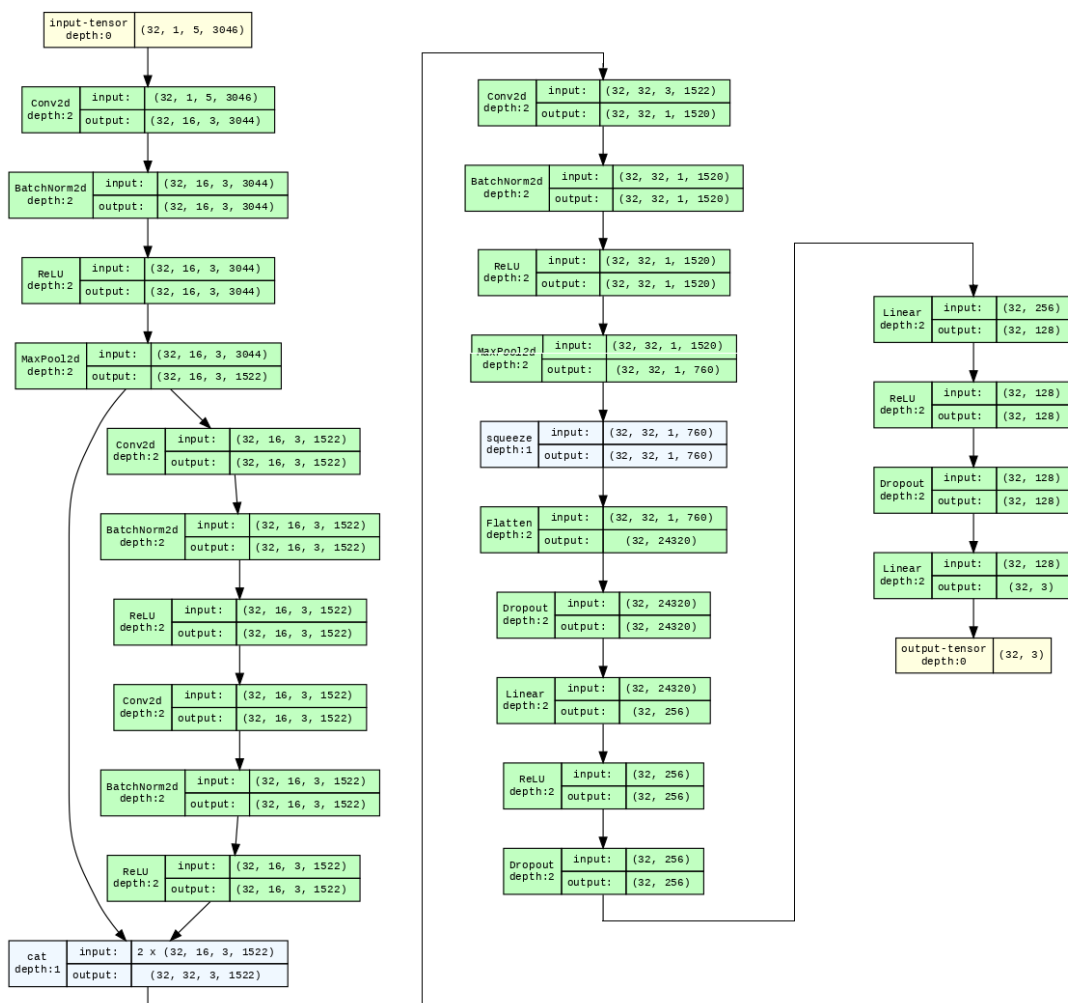 input-tensor
depth:0
(32, 1, 5, 3046)
Conv2d
depth:2
input: (32, 1, 5, 3046)
output: (32, 16, 3, 3044)
BatchNorm2d
depth:2
input: (32, 16, 3, 3044)
output: (32, 16, 3, 3044)
ReLU
depth:2
input: (32, 16, 3, 3044)
output: (32, 16, 3, 3044)
MaxPool2d
depth:2
input: (32, 16, 3, 3044)
output: (32, 16, 3, 1522)
Conv2d
depth:2
input: (32, 16, 3, 1522)
output: (32, 16, 3, 1522)
BatchNorm2d
depth:2
input: (32, 16, 3, 1522)
output: (32, 16, 3, 1522)
ReLU
depth:2
input: (32, 16, 3, 1522)
output: (32, 16, 3, 1522)
Conv2d
depth:2
input: (32, 16, 3, 1522)
output: (32, 16, 3, 1522)
BatchNorm2d
depth:2
input: (32, 16, 3, 1522)
output: (32, 16, 3, 1522)
ReLU
depth:2
input: (32, 16, 3, 1522)
output: (32, 16, 3, 1522)
cat
depth:1
input: 2 x (32, 16, 3, 1522)
output: (32, 32, 3, 1522)
Conv2d
depth:2
input: (32, 32, 3, 1522)
output: (32, 32, 1, 1520)
BatchNorm2d
depth:2
input: (32, 32, 1, 1520)
output: (32, 32, 1, 1520)
ReLU
depth:2
input: (32, 32, 1, 1520)
output: (32, 32, 1, 1520)
MaxPool2d
depth:2
input: (32, 32, 1, 1520)
output: (32, 32, 1, 760)
squeeze
depth:1
input: (32, 32, 1, 760)
output: (32, 32, 1, 760)
Flatten
depth:2
input: (32, 32, 1, 760)
output: (32, 24320)
Dropout
depth:2
input: (32, 24320)
output: (32, 24320)
Linear
depth:2
input: (32, 24320)
output: (32, 256)
ReLU
depth:2
input: (32, 256)
output: (32, 256)
Dropout
depth:2
input: (32, 256)
output: (32, 256)
Linear
depth:2
input: (32, 256)
output: (32, 128)
ReLU
depth:2
input: (32, 128)
output: (32, 128)
Dropout
depth:2
input: (32, 128)
output: (32, 128)
Linear
depth:2
input: (32, 128)
output: (32, 3)
output-tensor
depth:0
(32, 3)